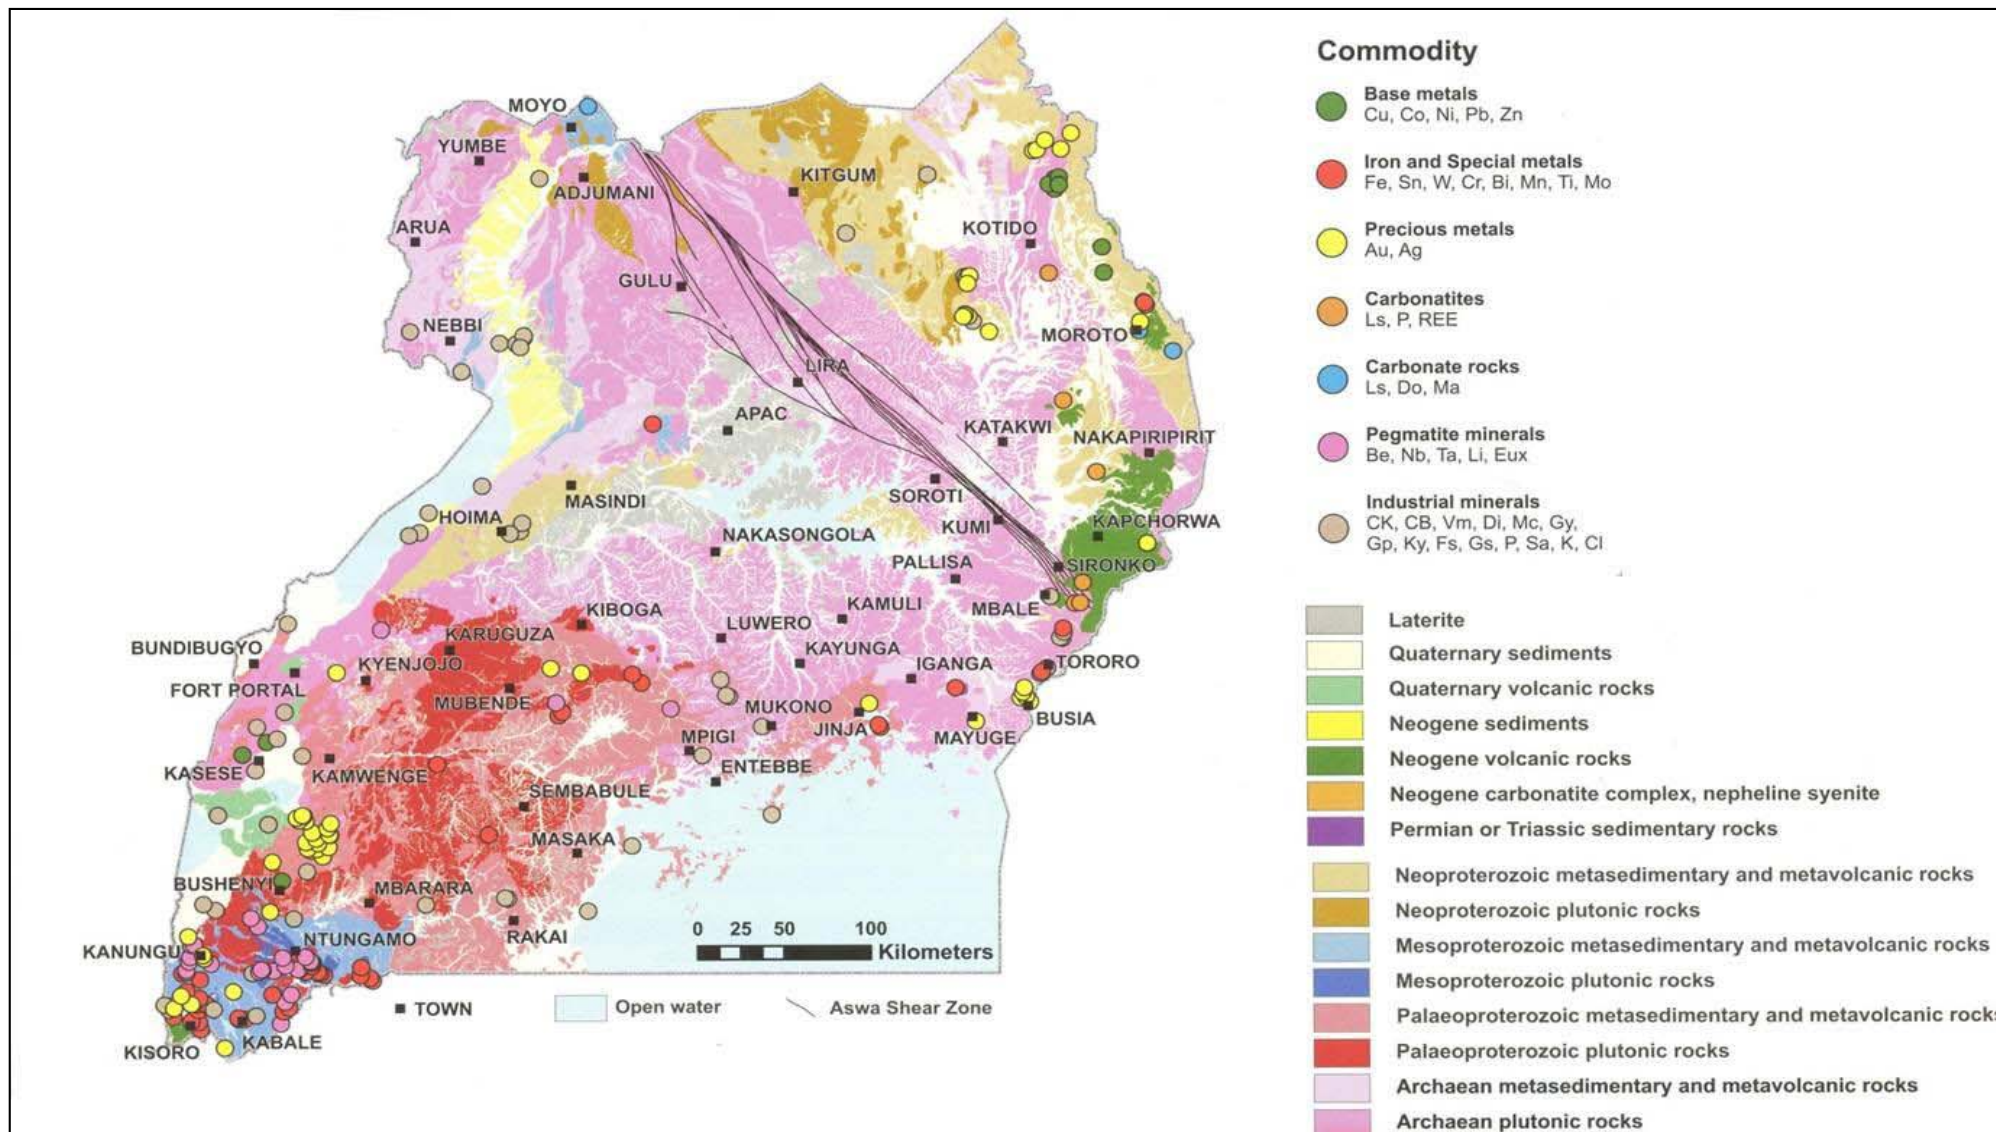 MOYO
YUMBE
ADJUMANI
KITGUM
ARUA
KOTIDO
GULU
NEBBI
MOROTO
LIRA
APAC
KATAKWI
NAKAPIRIPIRIT
MASINDI
SOROTI
HOIMA
KUMI
KAPCHORWA
NAKASONGOLA
PALLISA
SIRONKO
KIBOGA
KAMULI
MBALE
KARUGUZA
LUWERO
BUNDIBUGYO
KYENJOJO
KAYUNGA
IGANGA
TORORO
FORT PORTAL
MUBENDE
MUKONO
JINJA
BUSIA
MPIGI
MAYUGE
KASESE
KAMWENGE
ENTEBBE
SEMBABULE
MASAKA
BUSHENYI
MBARARA
RAKAI
NTUNGAMO
KANUNGU
KISORO
KABALE
0 25 50 100
Kilometers
TOWN
Open water
Aswa Shear Zone
Commodity
Base metals
Cu, Co, Ni, Pb, Zn
Iron and Special metals
Fe, Sn, W, Cr, Bi, Mn, Ti, Mo
Precious metals
Au, Ag
Carbonatites
Ls, P, REE
Carbonate rocks
Ls, Do, Ma
Pegmatite minerals
Be, Nb, Ta, Li, Eux
Industrial minerals
CK, CB, Vm, Di, Mc, Gy,
Gp, Ky, Fs, Gs, P, Sa, K, Cl
Laterite
Quaternary sediments
Quaternary volcanic rocks
Neogene sediments
Neogene volcanic rocks
Neogene carbonatite complex, nepheline syenite
Permian or Triassic sedimentary rocks
Neoproterozoic metasedimentary and metavolcanic rocks
Neoproterozoic plutonic rocks
Mesoproterozoic metasedimentary and metavolcanic rocks
Mesoproterozoic plutonic rocks
Palaeoproterozoic metasedimentary and metavolcanic rocks
Palaeoproterozoic plutonic rocks
Archaean metasedimentary and metavolcanic rocks
Archaean plutonic rocks